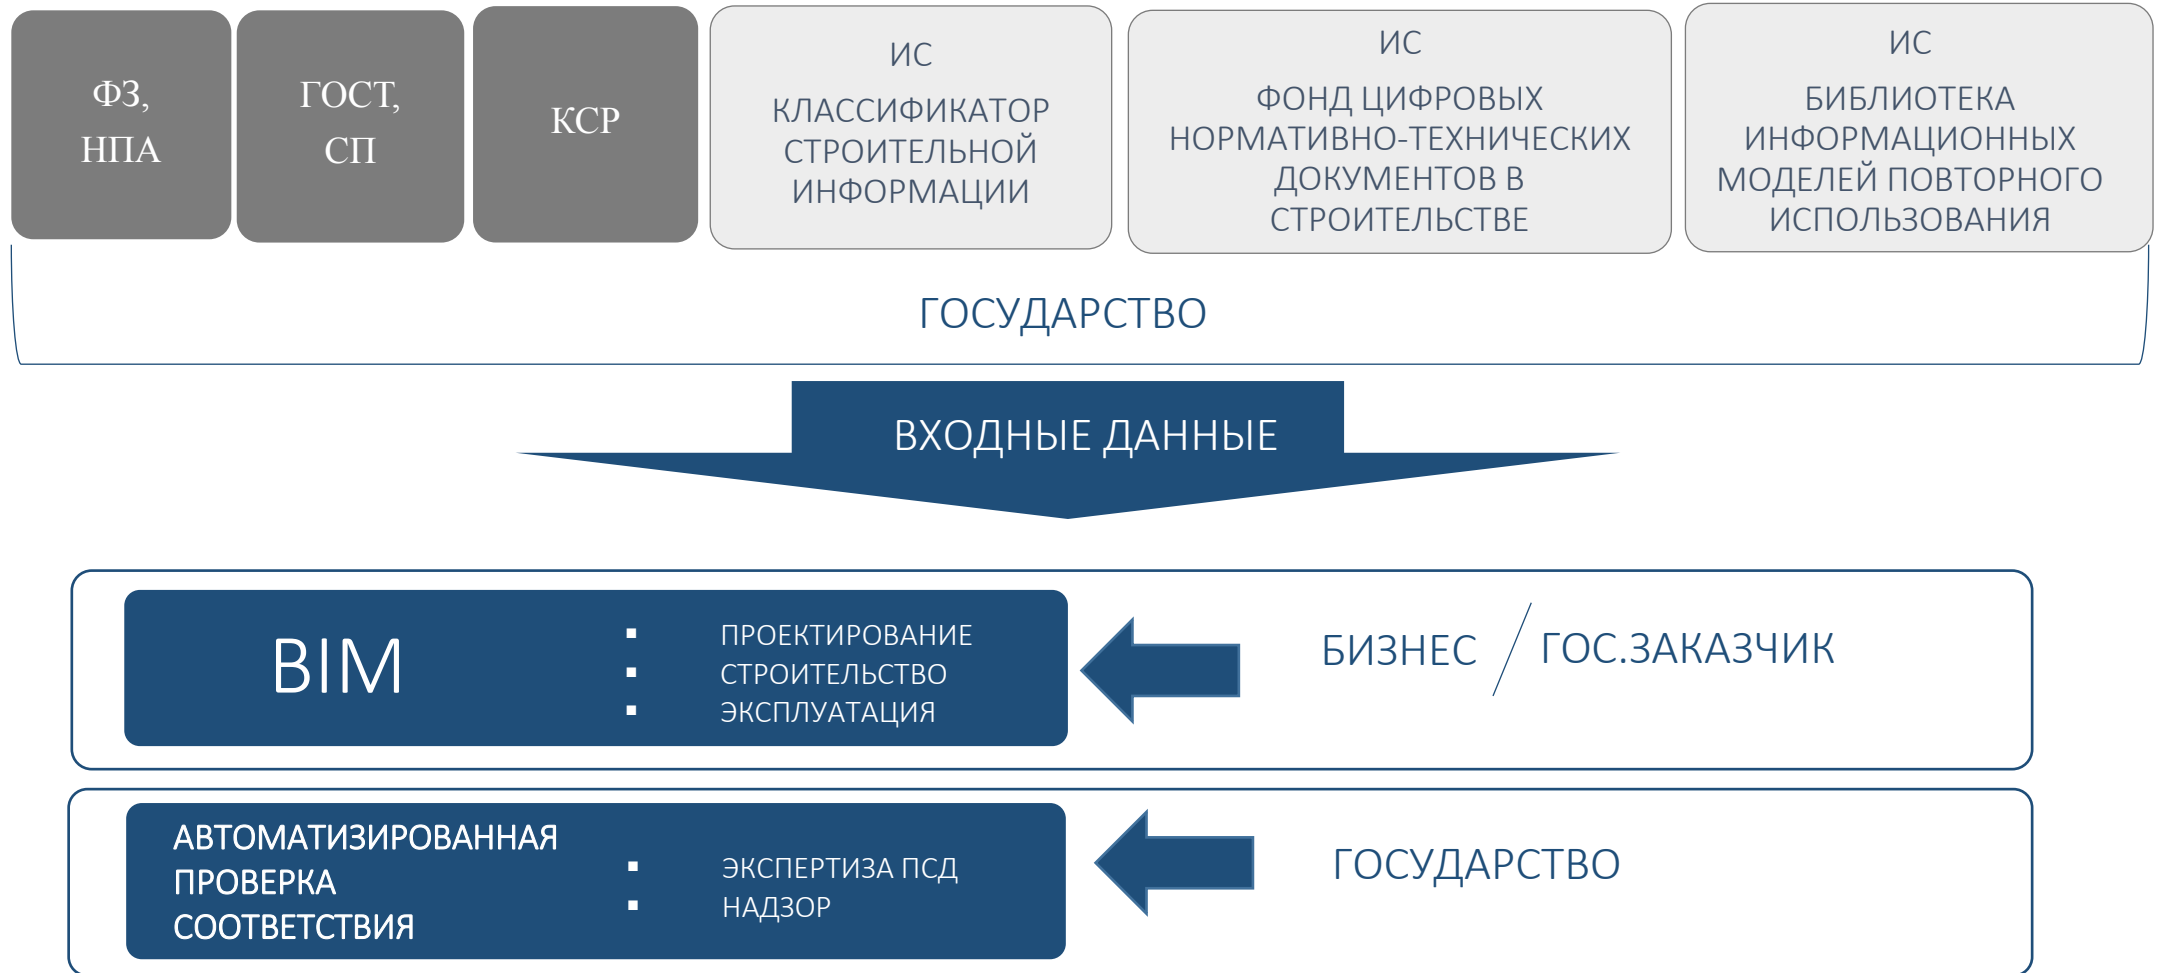 ФЗ,
НПА
ГОСТ,
СП
КСР
ИС
КЛАССИФИКАТОР
СТРОИТЕЛЬНОЙ
ИНФОРМАЦИИ
ИС
ФОНД ЦИФРОВЫХ
НОРМАТИВНО-ТЕХНИЧЕСКИХ
ДОКУМЕНТОВ В
СТРОИТЕЛЬСТВЕ
ИС
БИБЛИОТЕКА
ИНФОРМАЦИОННЫХ
МОДЕЛЕЙ ПОВТОРНОГО
ИСПОЛЬЗОВАНИЯ
ГОСУДАРСТВО
ВХОДНЫЕ ДАННЫЕ
BIM
▪ ПРОЕКТИРОВАНИЕ
▪ СТРОИТЕЛЬСТВО
▪ ЭКСПЛУАТАЦИЯ
БИЗНЕС / ГОС.ЗАКАЗЧИК
АВТОМАТИЗИРОВАННАЯ
ПРОВЕРКА
СООТВЕТСТВИЯ
▪ ЭКСПЕРТИЗА ПСД
▪ НАДЗОР
ГОСУДАРСТВО